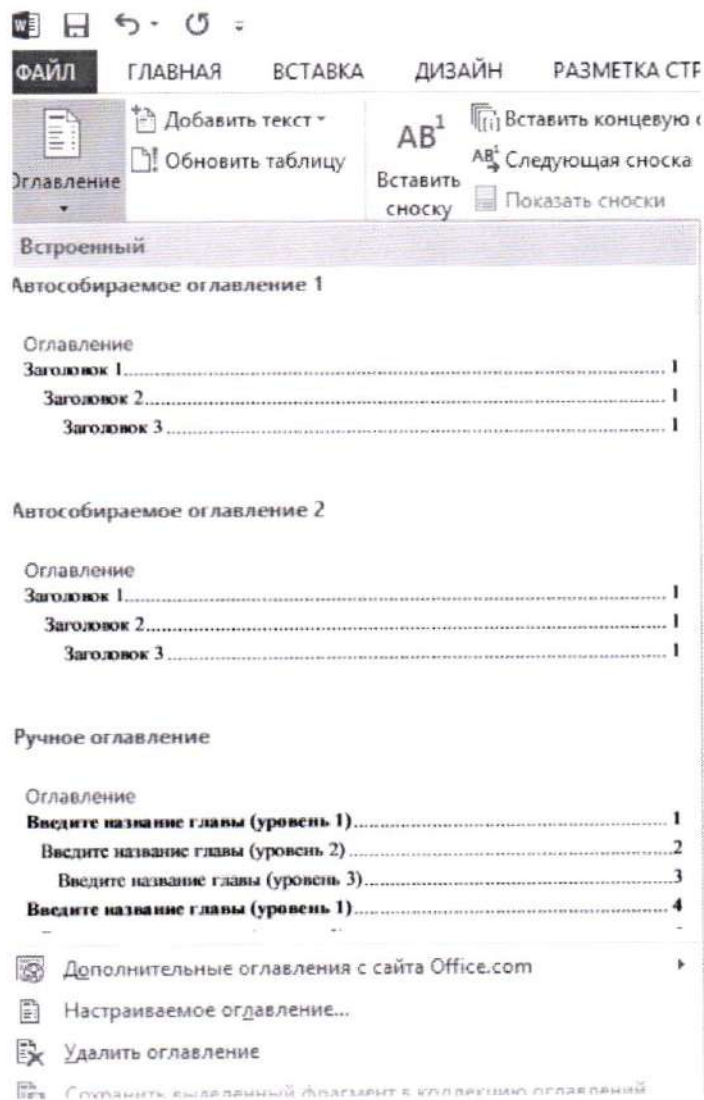 ФАЙЛ ГЛАВНАЯ ВСТАВКА ДИЗАЙН РАЗМЕТКА СТР
Оглавление
Добавить текст
Обновить таблицу
AB1
Вставить
сноску
Вставить концевую с
AB1 Следующая сноска
Показать сноски
Встроенный
Автособираемое оглавление 1
Оглавление
Заголовок 1 1
Заголовок 2 1
Заголовок 3 1
Автособираемое оглавление 2
Оглавление
Заголовок 1 1
Заголовок 2 1
Заголовок 3 1
Ручное оглавление
Оглавление
Введите название главы (уровень 1) 1
Введите название главы (уровень 2) 2
Введите название главы (уровень 3) 3
Введите название главы (уровень 1) 4
Дополнительные оглавления с сайта Office.com
Настраиваемое оглавление...
Удалить оглавление
Сохранить выделенный фрагмент в коллекцию оглавлений